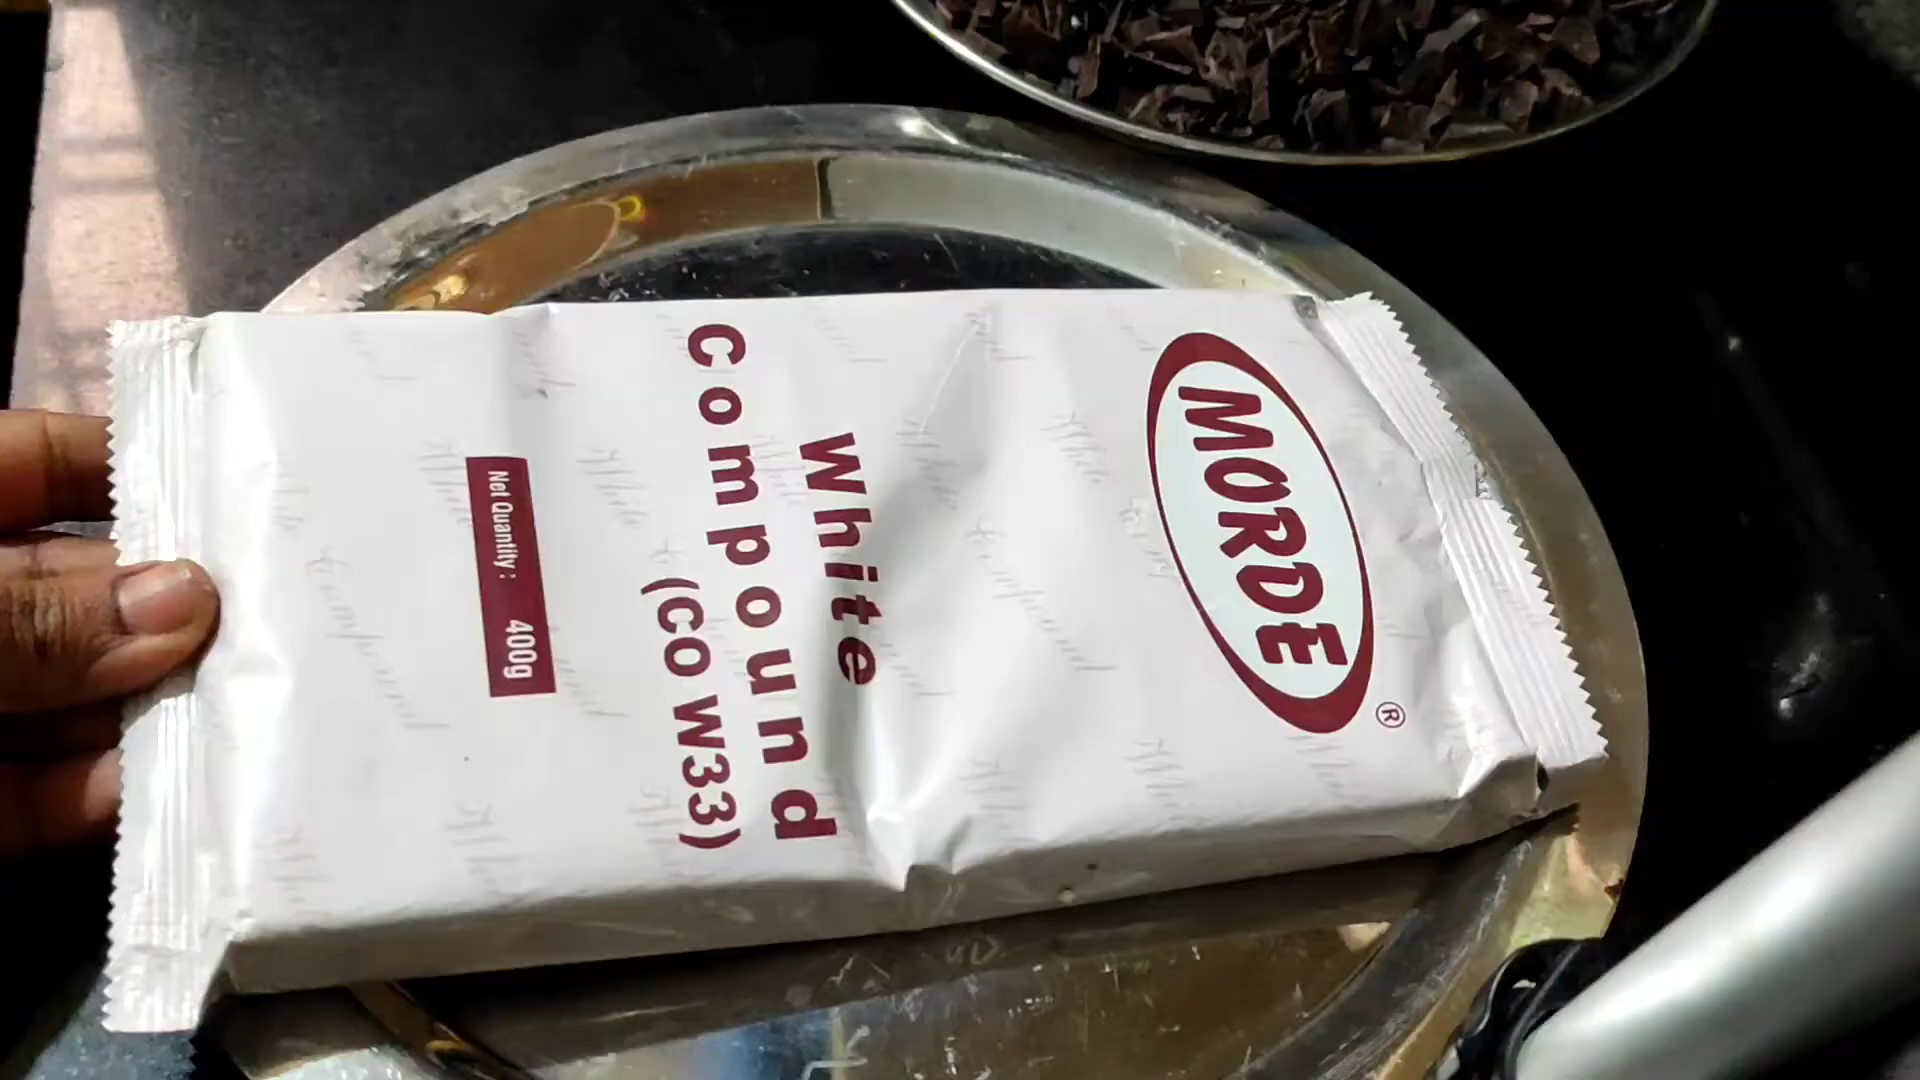 MORDE®
White
Compound
(CO W33)
Net Quantity: 400g